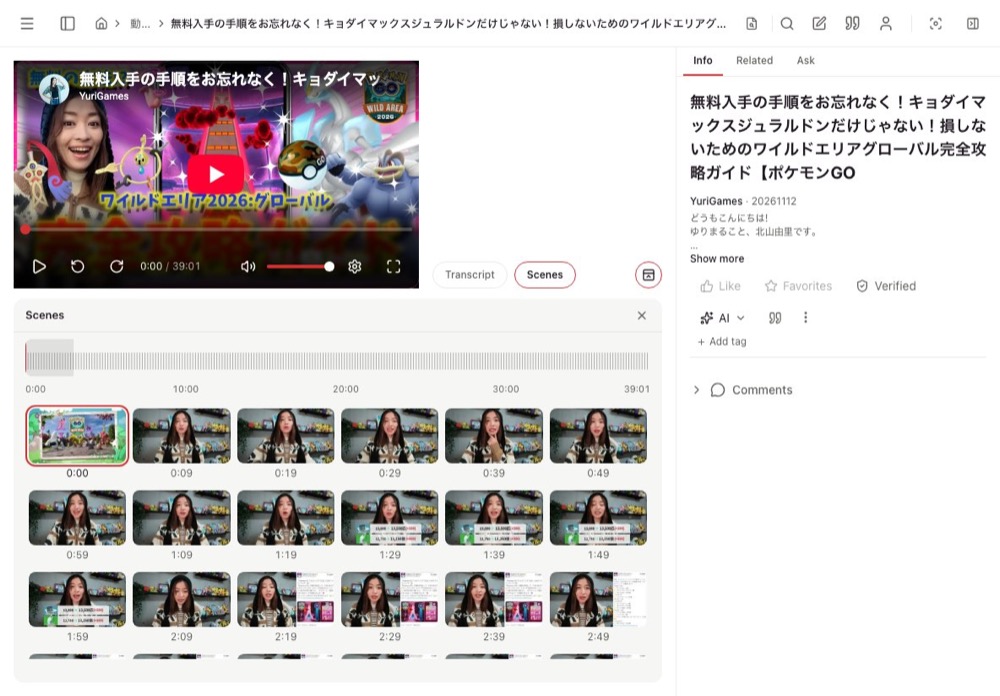 動...
無料入手の手順をお忘れなく！キョダイマックスジュラルドンだけじゃない！損しないためのワイルドエリアグ...
無料入手の手順をお忘れなく！キョダイマッ
YuriGames
GO
WILD AREA
2026
ワイルドエリア2026:グローバル
完全攻略ガイド
0:00 / 39:01
Transcript
Scenes
Scenes
0:00 10:00 20:00 30:00 39:01
0:00 0:09 0:19 0:29 0:39 0:49
0:59 1:09 1:19 1:29 1:39 1:49
1:59 2:09 2:19 2:29 2:39 2:49
Info Related Ask
無料入手の手順をお忘れなく！キョダイマ
ックスジュラルドンだけじゃない！損しな
いためのワイルドエリアグローバル完全攻
略ガイド【ポケモンGO
YuriGames · 20261112
どうもこんにちは!
ゆりまること、北山由里です。
...
Show more
Like Favorites Verified
AI
+ Add tag
Comments